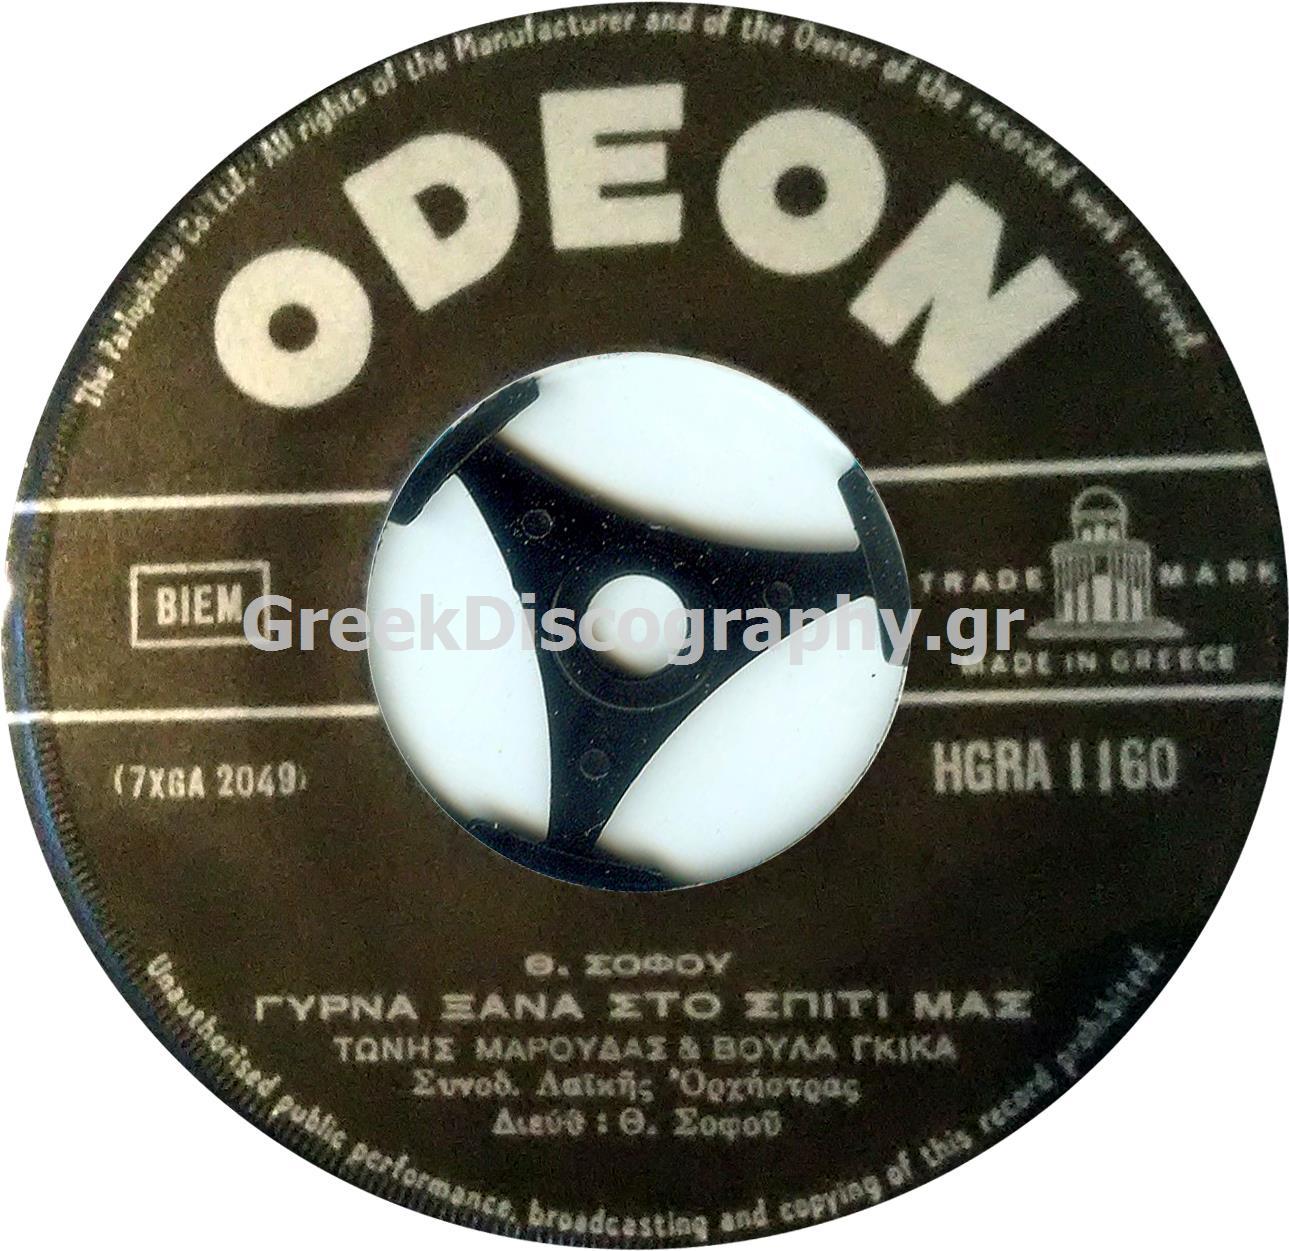 The Parlophone Co. Ltd. All rights of the Manufacturer and of the Owner of the recorded work reserved.
ODEON
BIEM
TRADE MARK
MADE IN GREECE
GreekDiscography.gr
(7XGA 2049)
HGRA 1160
Θ. ΣΟΦΟΥ
ΓΥΡΝΑ ΞΑΝΑ ΣΤΟ ΣΠΙΤΙ ΜΑΣ
ΤΩΝΗΣ ΜΑΡΟΥΔΑΣ & ΒΟΥΛΑ ΓΚΙΚΑ
Συνοδ. Λαϊκῆς Ὀρχήστρας
Διεύθ : Θ. Σοφοῦ
Unauthorised public performance, broadcasting and copying of this record prohibited.